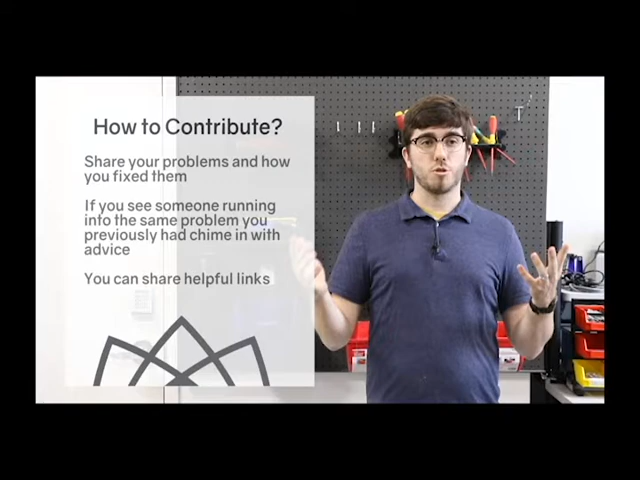 How to Contribute?
Share your problems and how
you fixed them
If you see someone running
into the same problem you
previously had chime in with
advice
You can share helpful links